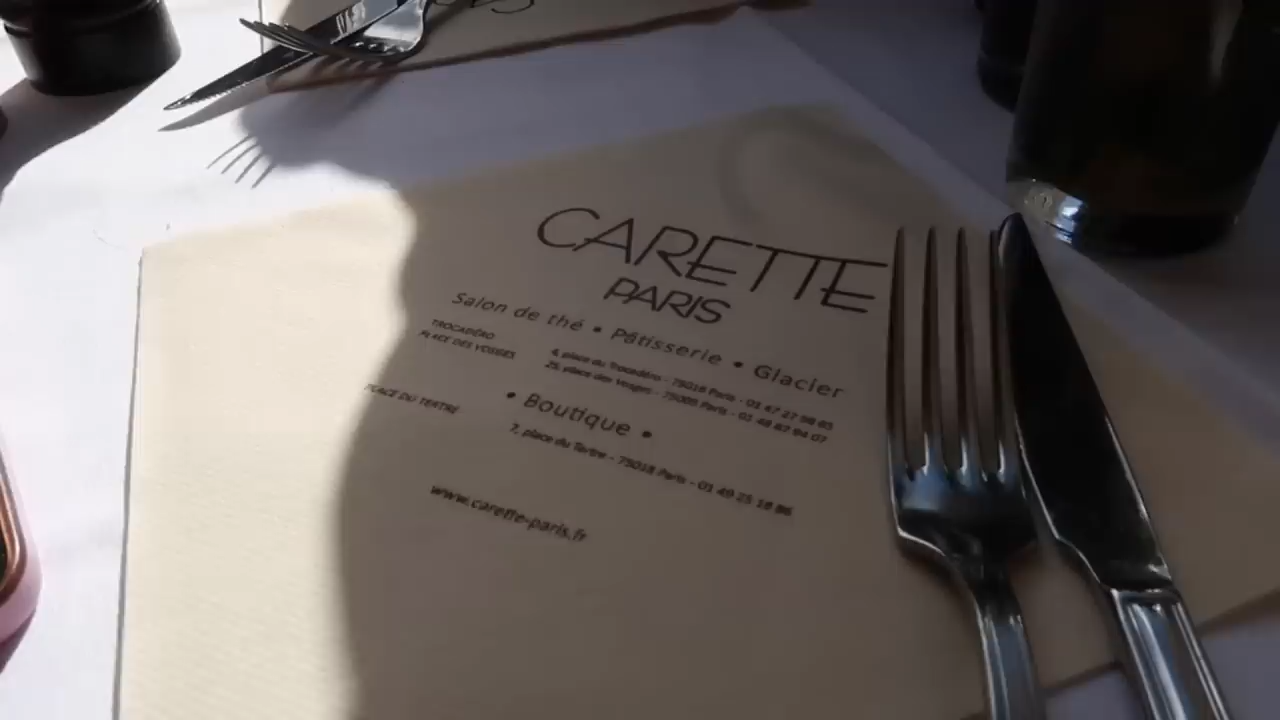 CARETTE
PARIS
Salon de thé • Pâtisserie • Glacier
TROCADÉRO 4, place du Trocadéro - 75016 Paris - 01 47 27 98 85
PLACE DES VOSGES 25, place des Vosges - 75003 Paris - 01 48 87 94 07
• Boutique •
PLACE DU TERTRE 7, place du Tertre - 75018 Paris - 01 49 25 18 86
www.carette-paris.fr